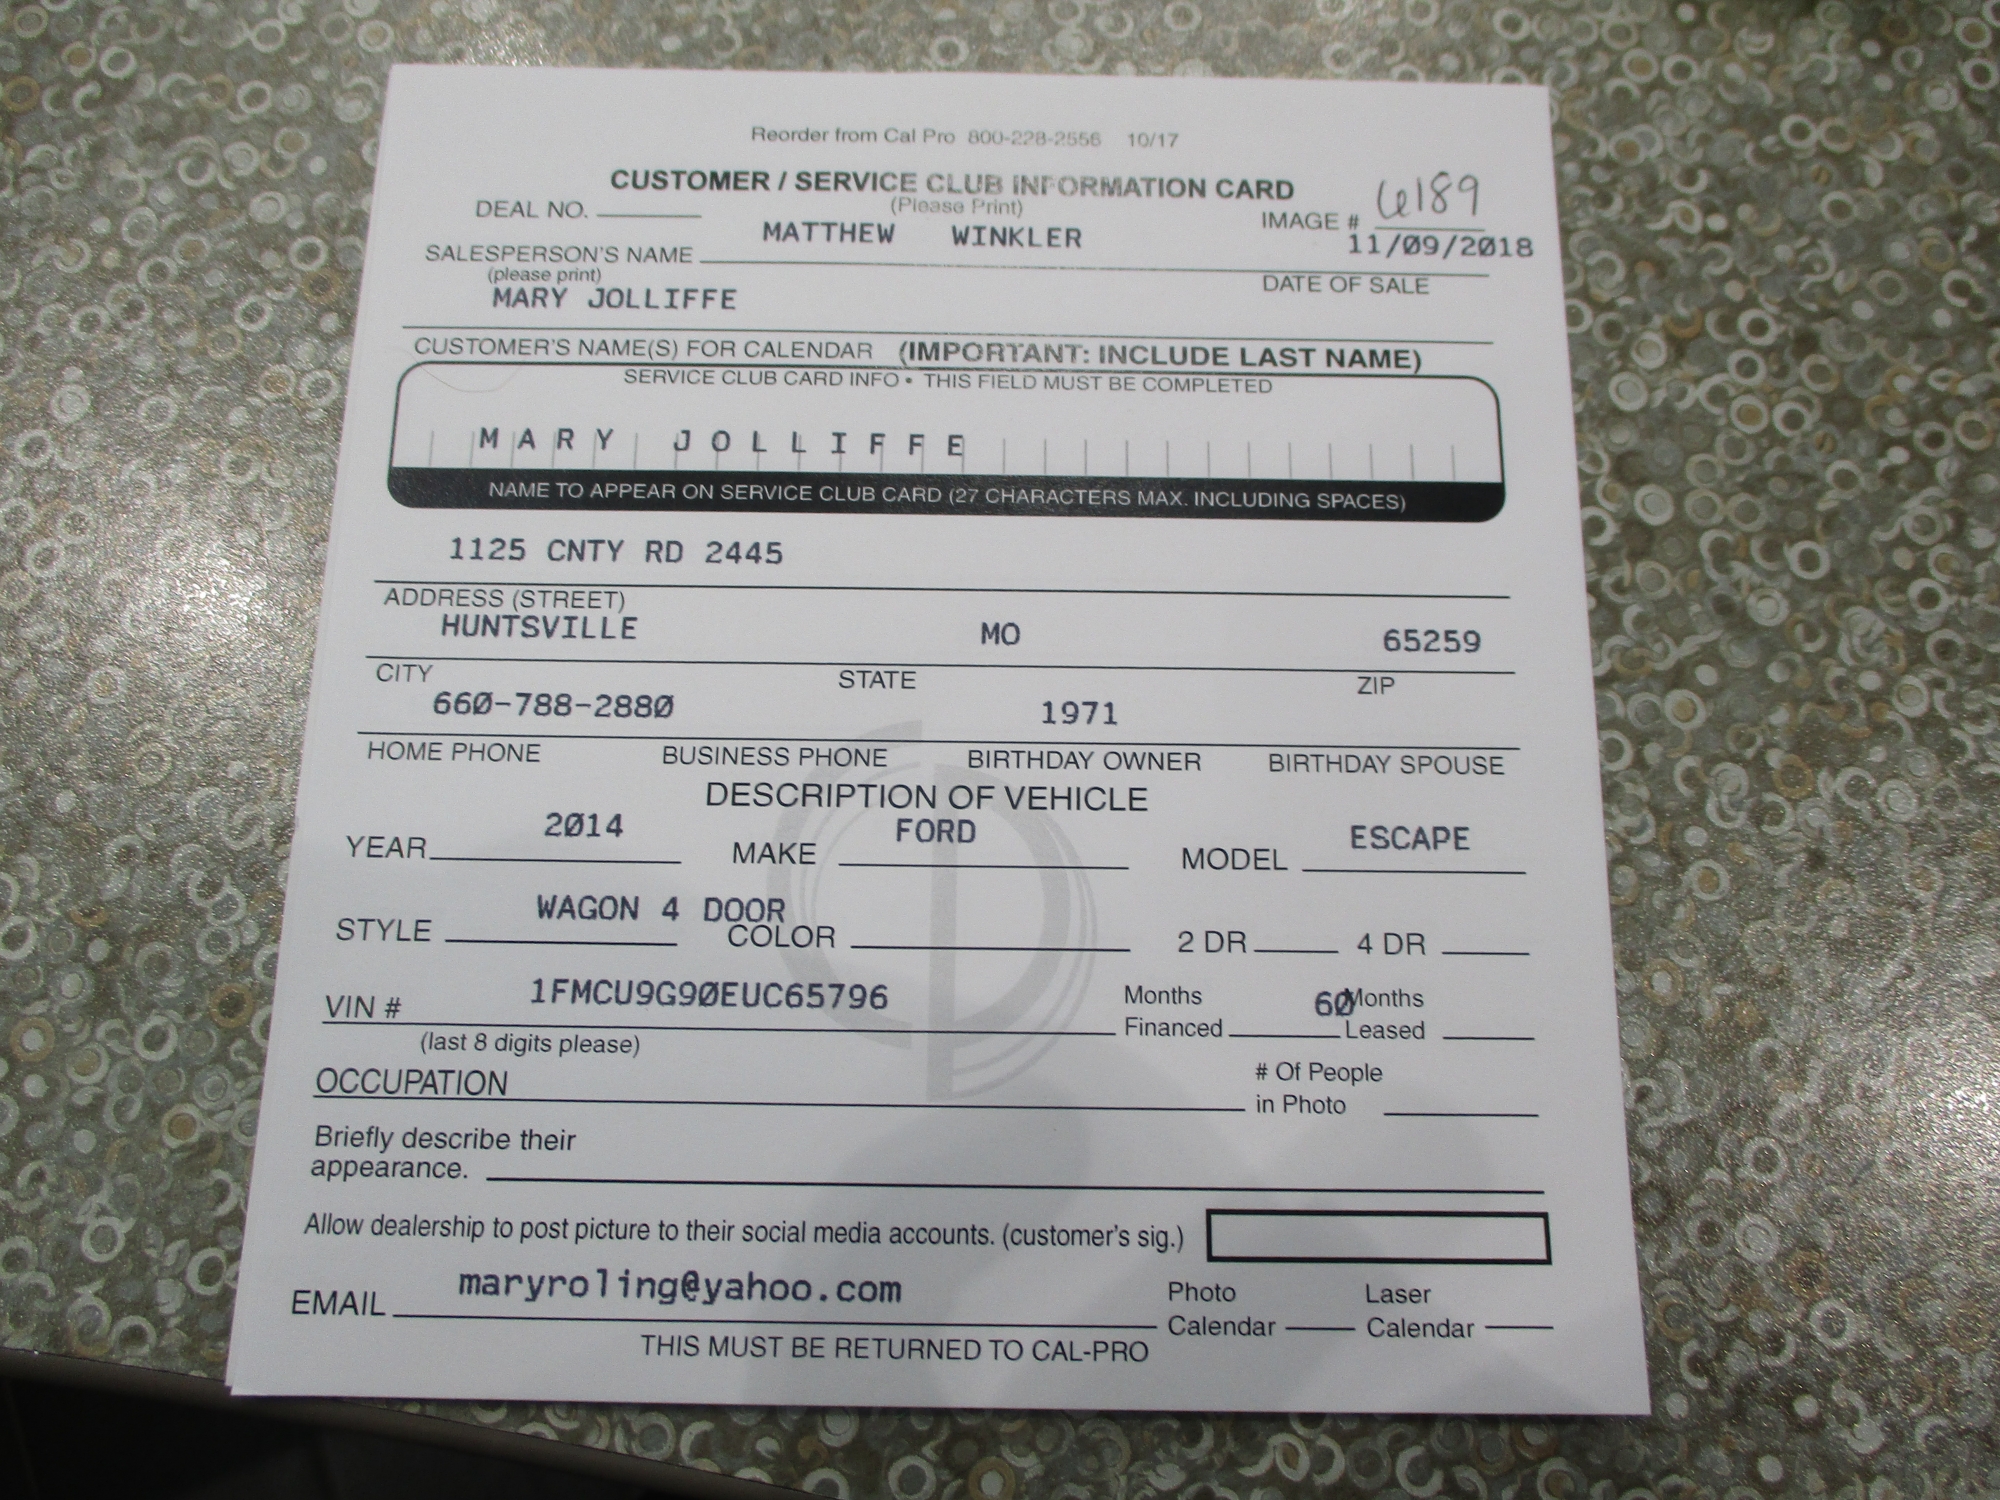 Reorder from Cal Pro 800-228-2556 10/17
CUSTOMER / SERVICE CLUB INFORMATION CARD
(Please Print)
DEAL NO.
IMAGE # 6189
SALESPERSON'S NAME MATTHEW WINKLER
(please print)
11/09/2018
DATE OF SALE
MARY JOLLIFFE
CUSTOMER'S NAME(S) FOR CALENDAR (IMPORTANT: INCLUDE LAST NAME)
SERVICE CLUB CARD INFO • THIS FIELD MUST BE COMPLETED
MARY JOLLIFFE
NAME TO APPEAR ON SERVICE CLUB CARD (27 CHARACTERS MAX. INCLUDING SPACES)
1125 CNTY RD 2445
ADDRESS (STREET)
HUNTSVILLE MO 65259
CITY STATE ZIP
660-788-2880 1971
HOME PHONE BUSINESS PHONE BIRTHDAY OWNER BIRTHDAY SPOUSE
DESCRIPTION OF VEHICLE
YEAR 2014 MAKE FORD MODEL ESCAPE
STYLE WAGON 4 DOOR COLOR 2 DR 4 DR
VIN # 1FMCU9G90EUC65796 Months Financed 60 Months Leased
(last 8 digits please)
OCCUPATION # Of People in Photo
Briefly describe their
appearance.
Allow dealership to post picture to their social media accounts. (customer's sig.)
EMAIL maryroling@yahoo.com Photo Calendar Laser Calendar
THIS MUST BE RETURNED TO CAL-PRO